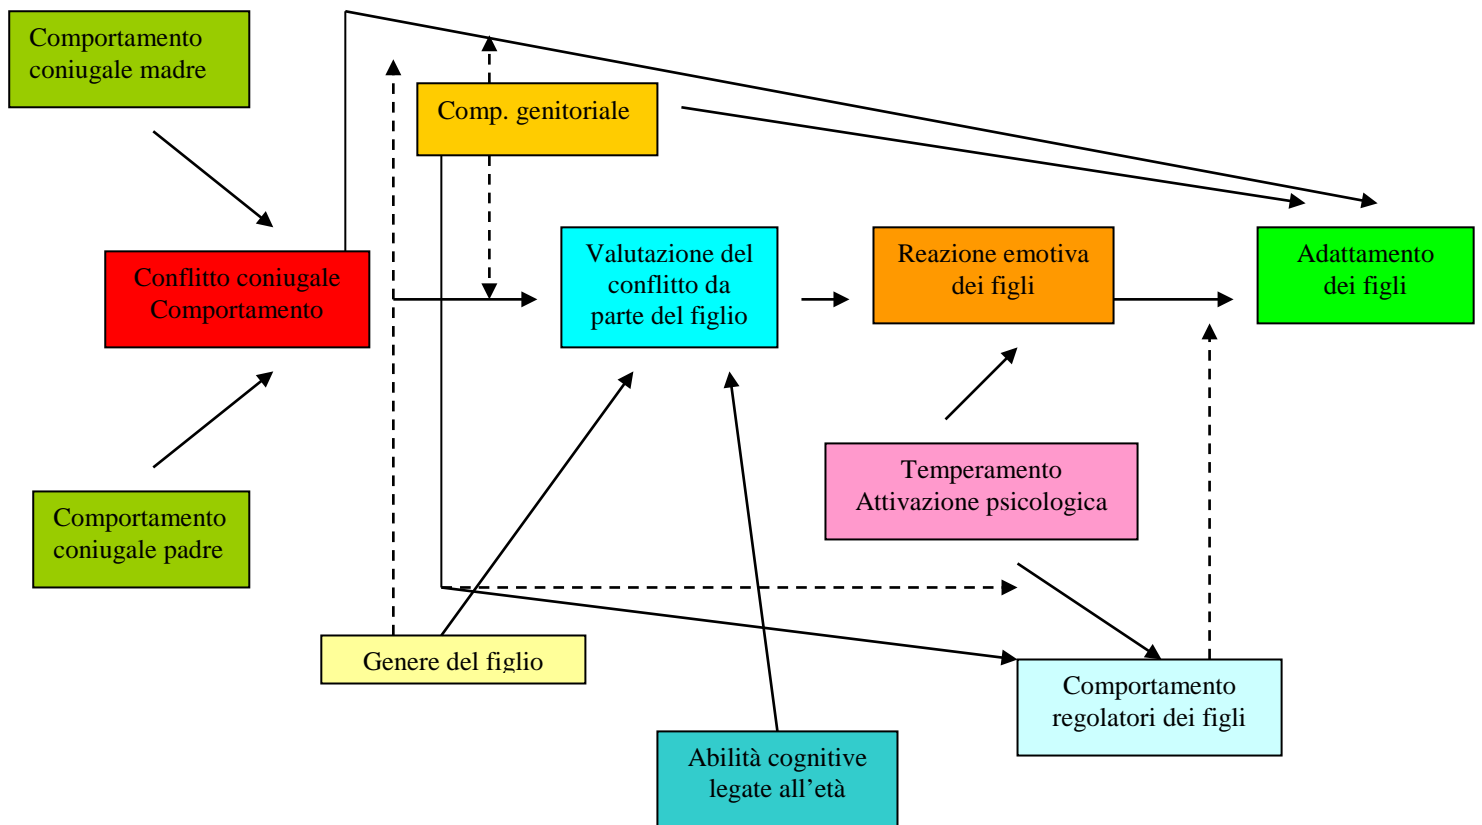 Comportamento
coniugale madre
Comp. genitoriale
Conflitto coniugale
Comportamento
Valutazione del
conflitto da
parte del figlio
Reazione emotiva
dei figli
Adattamento
dei figli
Temperamento
Attivazione psicologica
Comportamento
coniugale padre
Genere del figlio
Comportamento
regolatori dei figli
Abilità cognitive
legate all’età